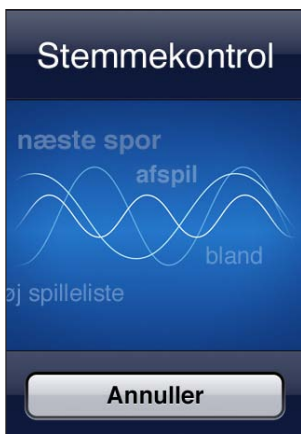 Stemmekontrol
næste spor
afspil
bland
øj spilleliste
Annuller